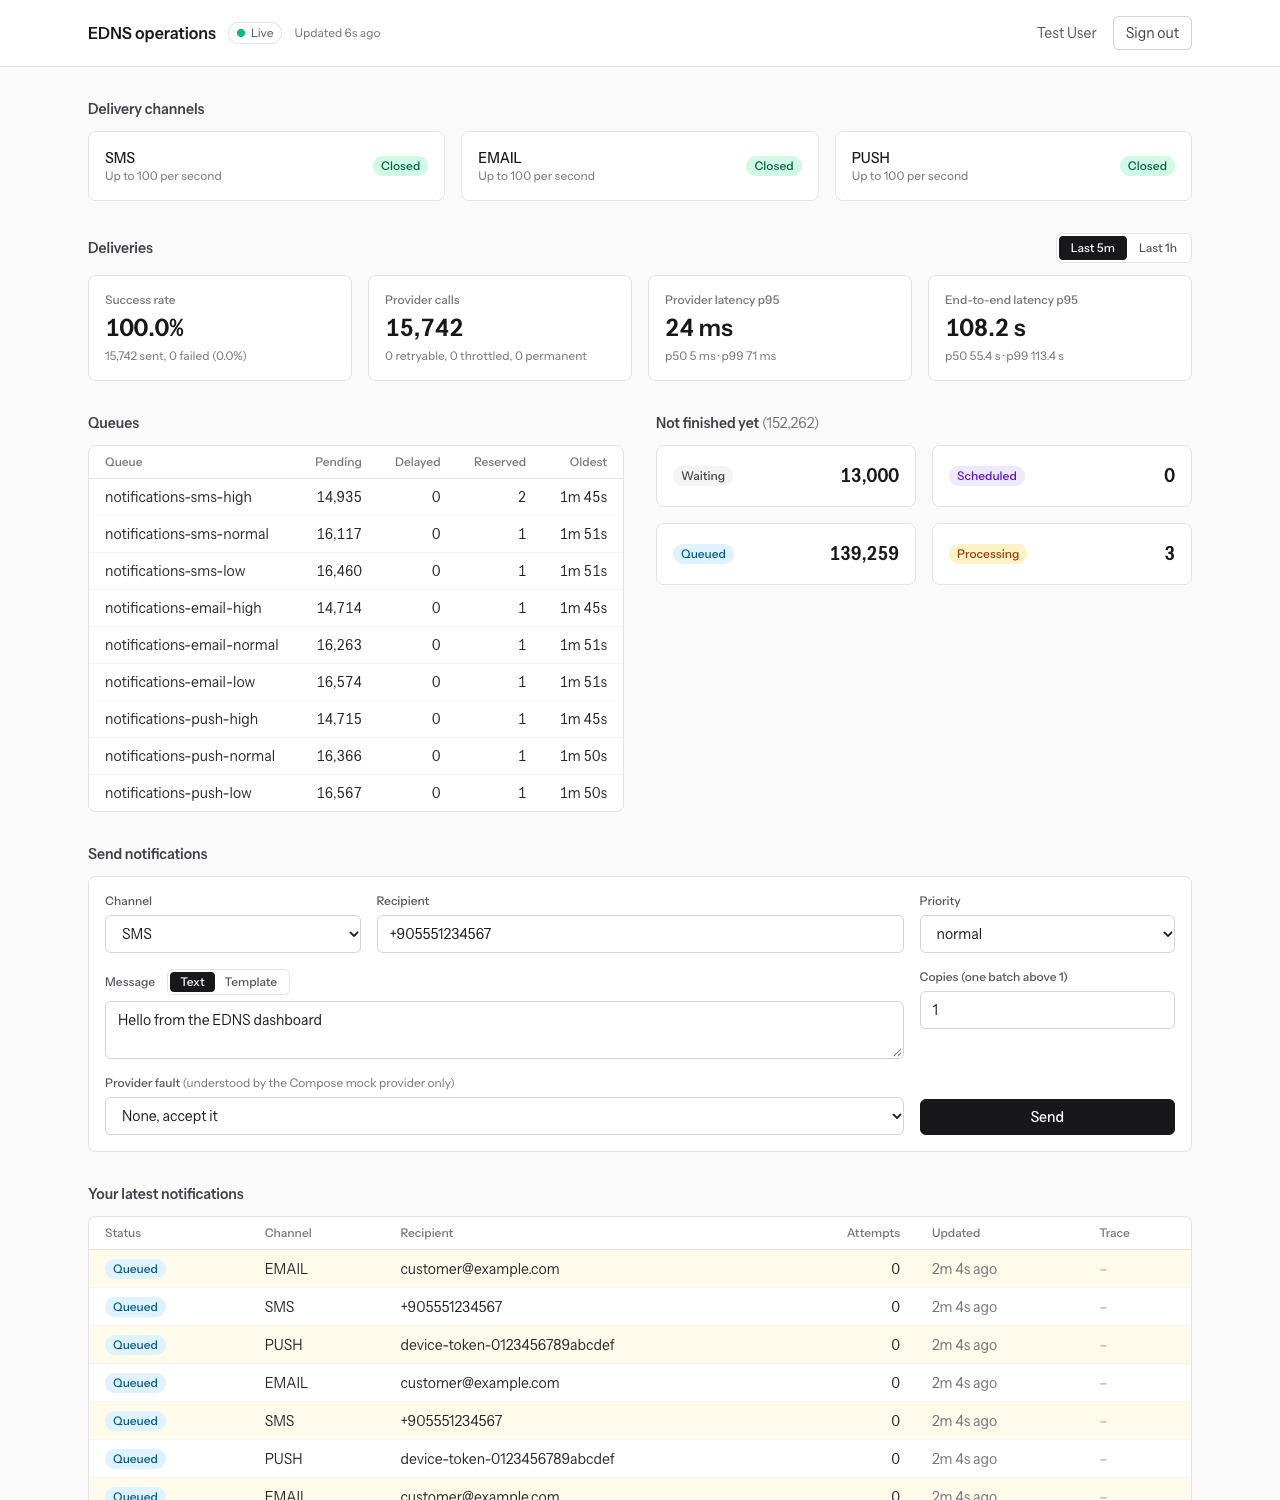 EDNS operations Live Updated 6s ago Test User Sign out
Delivery channels
SMS
Up to 100 per second
Closed
EMAIL
Up to 100 per second
Closed
PUSH
Up to 100 per second
Closed
Deliveries Last 5m Last 1h
Success rate
100.0%
15,742 sent, 0 failed (0.0%)
Provider calls
15,742
0 retryable, 0 throttled, 0 permanent
Provider latency p95
24 ms
p50 5 ms · p99 71 ms
End-to-end latency p95
108.2 s
p50 55.4 s · p99 113.4 s
Queues
Queue Pending Delayed Reserved Oldest
notifications-sms-high 14,935 0 2 1m 45s
notifications-sms-normal 16,117 0 1 1m 51s
notifications-sms-low 16,460 0 1 1m 51s
notifications-email-high 14,714 0 1 1m 45s
notifications-email-normal 16,263 0 1 1m 51s
notifications-email-low 16,574 0 1 1m 51s
notifications-push-high 14,715 0 1 1m 45s
notifications-push-normal 16,366 0 1 1m 50s
notifications-push-low 16,567 0 1 1m 50s
Not finished yet (152,262)
Waiting 13,000
Scheduled 0
Queued 139,259
Processing 3
Send notifications
Channel
SMS
Recipient
+905551234567
Priority
normal
Message Text Template
Hello from the EDNS dashboard
Copies (one batch above 1)
1
Provider fault (understood by the Compose mock provider only)
None, accept it
Send
Your latest notifications
Status Channel Recipient Attempts Updated Trace
Queued EMAIL customer@example.com 0 2m 4s ago –
Queued SMS +905551234567 0 2m 4s ago –
Queued PUSH device-token-0123456789abcdef 0 2m 4s ago –
Queued EMAIL customer@example.com 0 2m 4s ago –
Queued SMS +905551234567 0 2m 4s ago –
Queued PUSH device-token-0123456789abcdef 0 2m 4s ago –
Queued EMAIL customer@example.com 0 2m 4s ago –